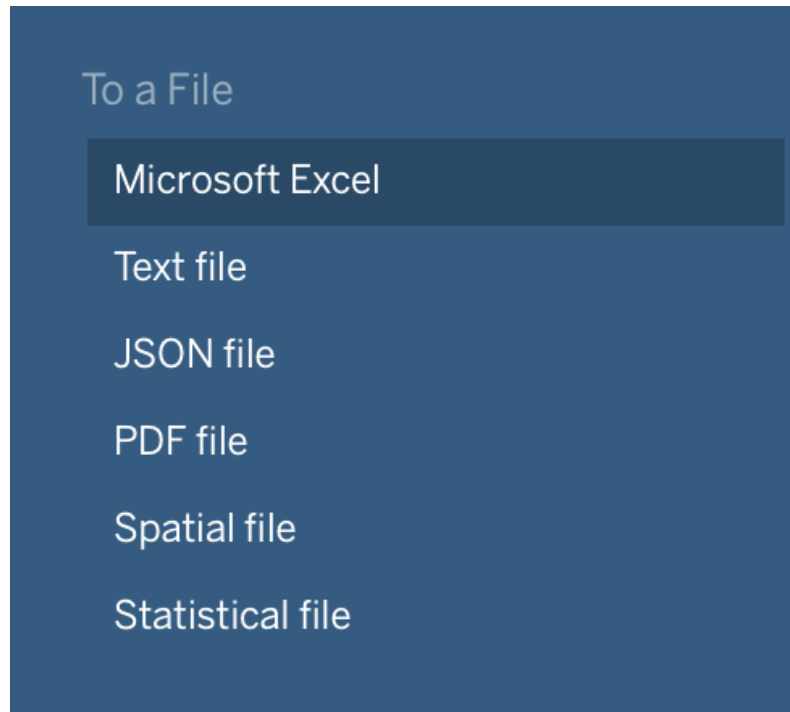 To a File
Microsoft Excel
Text file
JSON file
PDF file
Spatial file
Statistical file